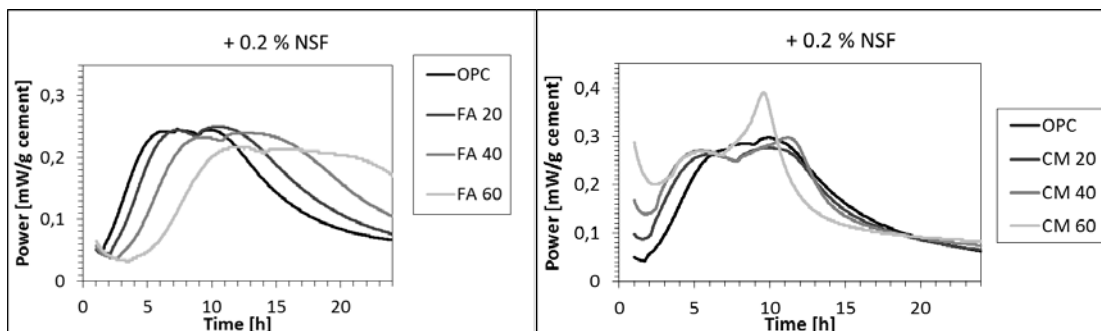 + 0.2 % NSF
Power [mW/g cement]
0,3
0,2
0,1
0
0 5 10 15 20
Time [h]
OPC
FA 20
FA 40
FA 60
+ 0.2 % NSF
Power [mW/g cement]
0,4
0,3
0,2
0,1
0
0 5 10 15 20
Time [h]
OPC
CM 20
CM 40
CM 60